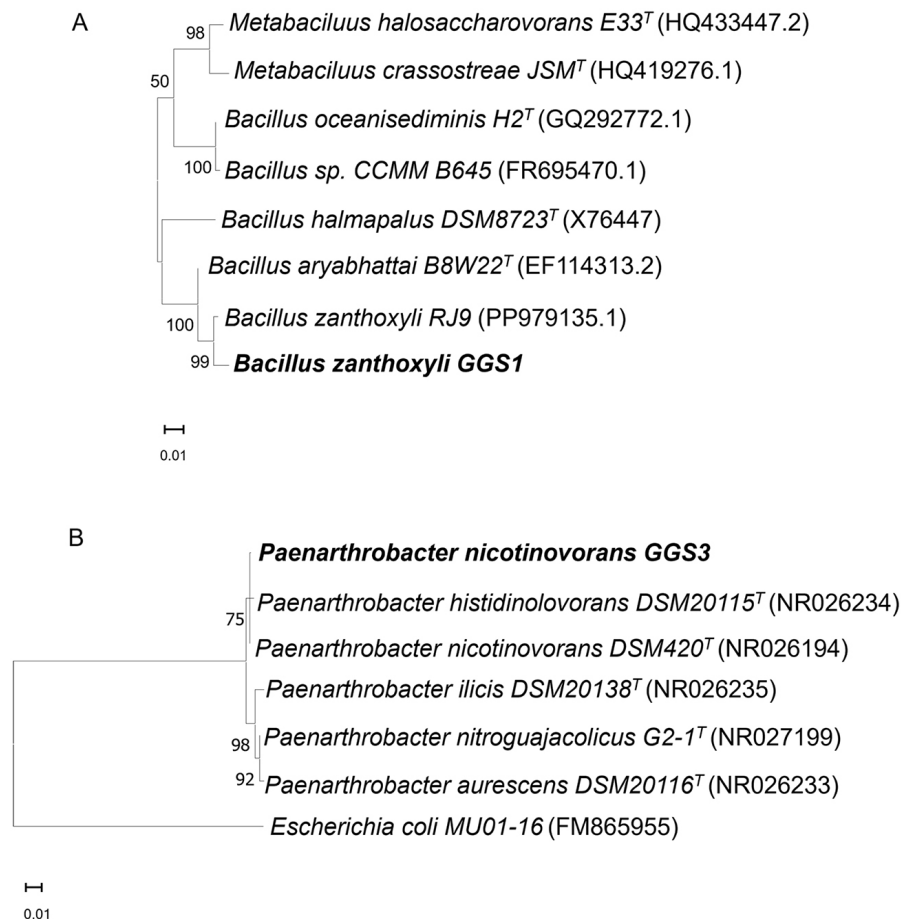 A
Metabaciluus halosaccharovorans E33ᵀ (HQ433447.2)
98
Metabaciluus crassostreae JSMᵀ (HQ419276.1)
50
Bacillus oceanisediminis H2ᵀ (GQ292772.1)
100
Bacillus sp. CCMM B645 (FR695470.1)
Bacillus halmapalus DSM8723ᵀ (X76447)
Bacillus aryabhattai B8W22ᵀ (EF114313.2)
Bacillus zanthoxyli RJ9 (PP979135.1)
100
99
Bacillus zanthoxyli GGS1
0.01
B
Paenarthrobacter nicotinovorans GGS3
Paenarthrobacter histidinolovorans DSM20115ᵀ (NR026234)
75
Paenarthrobacter nicotinovorans DSM420ᵀ (NR026194)
Paenarthrobacter ilicis DSM20138ᵀ (NR026235)
Paenarthrobacter nitroguajacolicus G2-1ᵀ (NR027199)
98
92
Paenarthrobacter aurescens DSM20116ᵀ (NR026233)
Escherichia coli MU01-16 (FM865955)
0.01